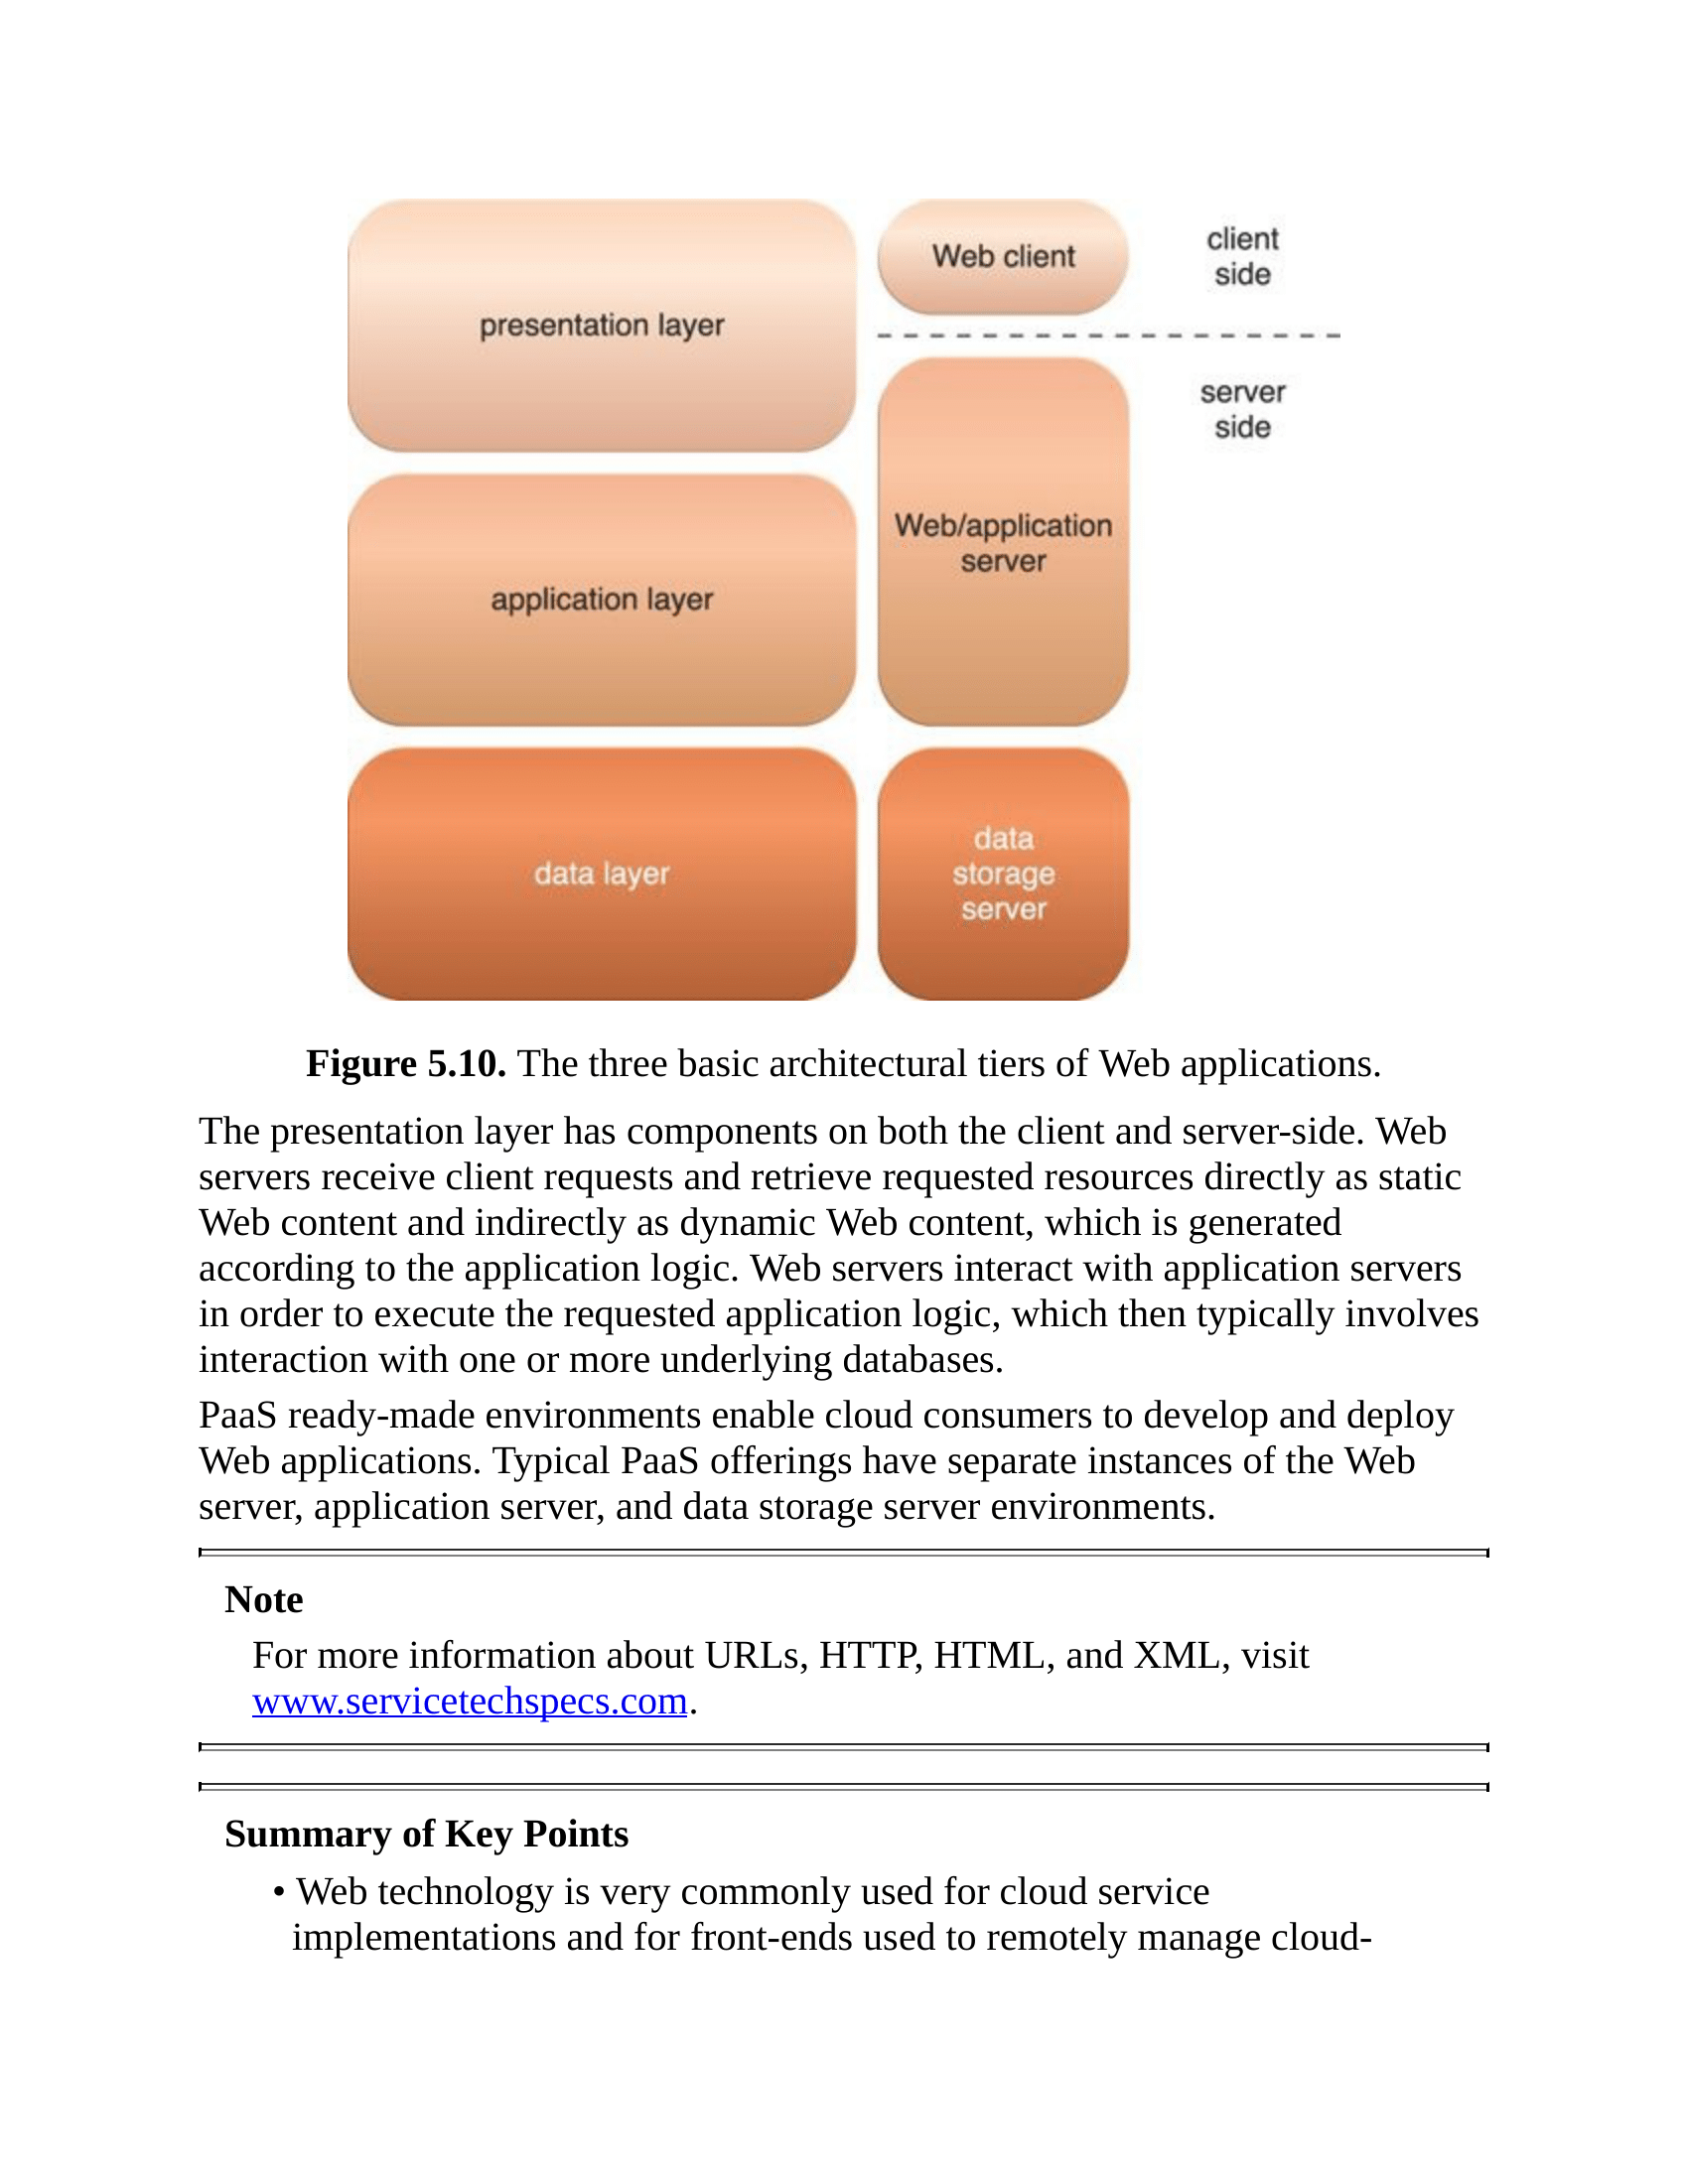 presentation layer
Web client
client
side
server
side
Web/application
server
application layer
data layer
data
storage
server
Figure 5.10. The three basic architectural tiers of Web applications.
The presentation layer has components on both the client and server-side. Web
servers receive client requests and retrieve requested resources directly as static
Web content and indirectly as dynamic Web content, which is generated
according to the application logic. Web servers interact with application servers
in order to execute the requested application logic, which then typically involves
interaction with one or more underlying databases.
PaaS ready-made environments enable cloud consumers to develop and deploy
Web applications. Typical PaaS offerings have separate instances of the Web
server, application server, and data storage server environments.
Note
For more information about URLs, HTTP, HTML, and XML, visit
www.servicetechspecs.com.
Summary of Key Points
• Web technology is very commonly used for cloud service
implementations and for front-ends used to remotely manage cloud-